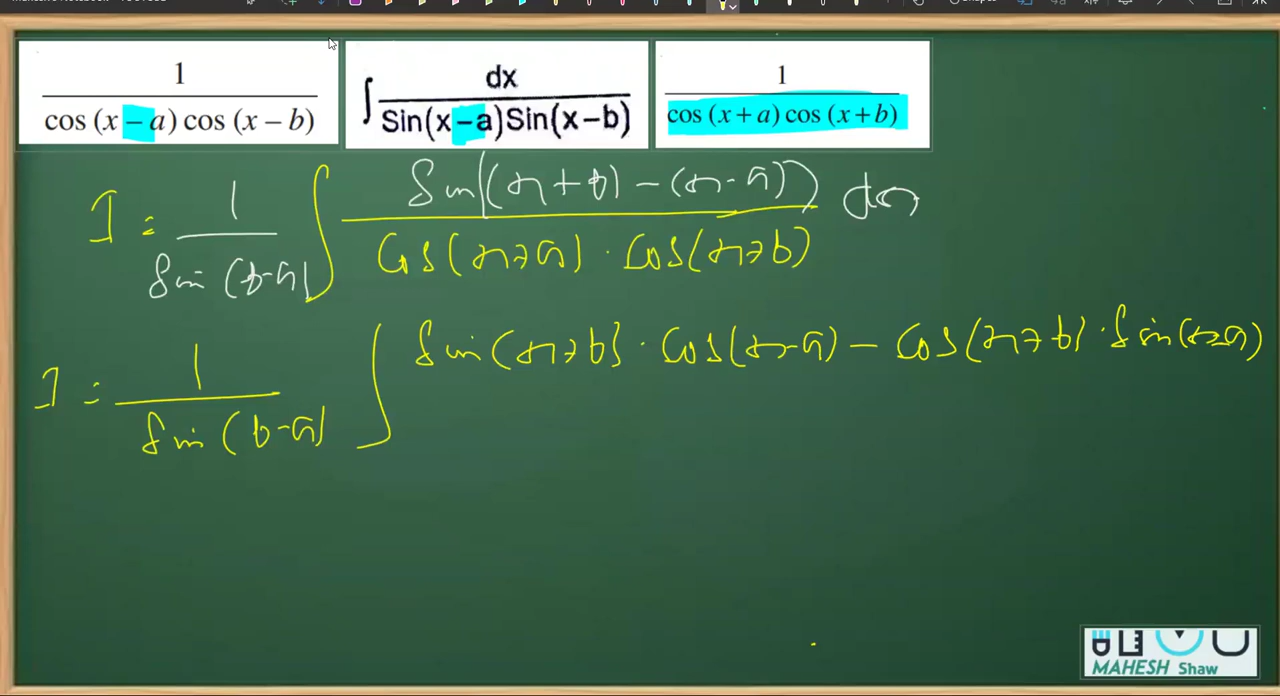 1
cos (x – a) cos (x – b)
∫ dx
Sin(x–a)Sin(x–b)
1
cos (x+a) cos (x+b)
I = 1 ∫ Sin((x+b) - (x-a)) dx
Sin (b-a) Cos(x+a) · Cos(x+b)
I = 1 ∫ Sin(x+b) · Cos(x-a) - Cos(x+b) · Sin(x+a)
Sin (b-a)
MAHESH Shaw